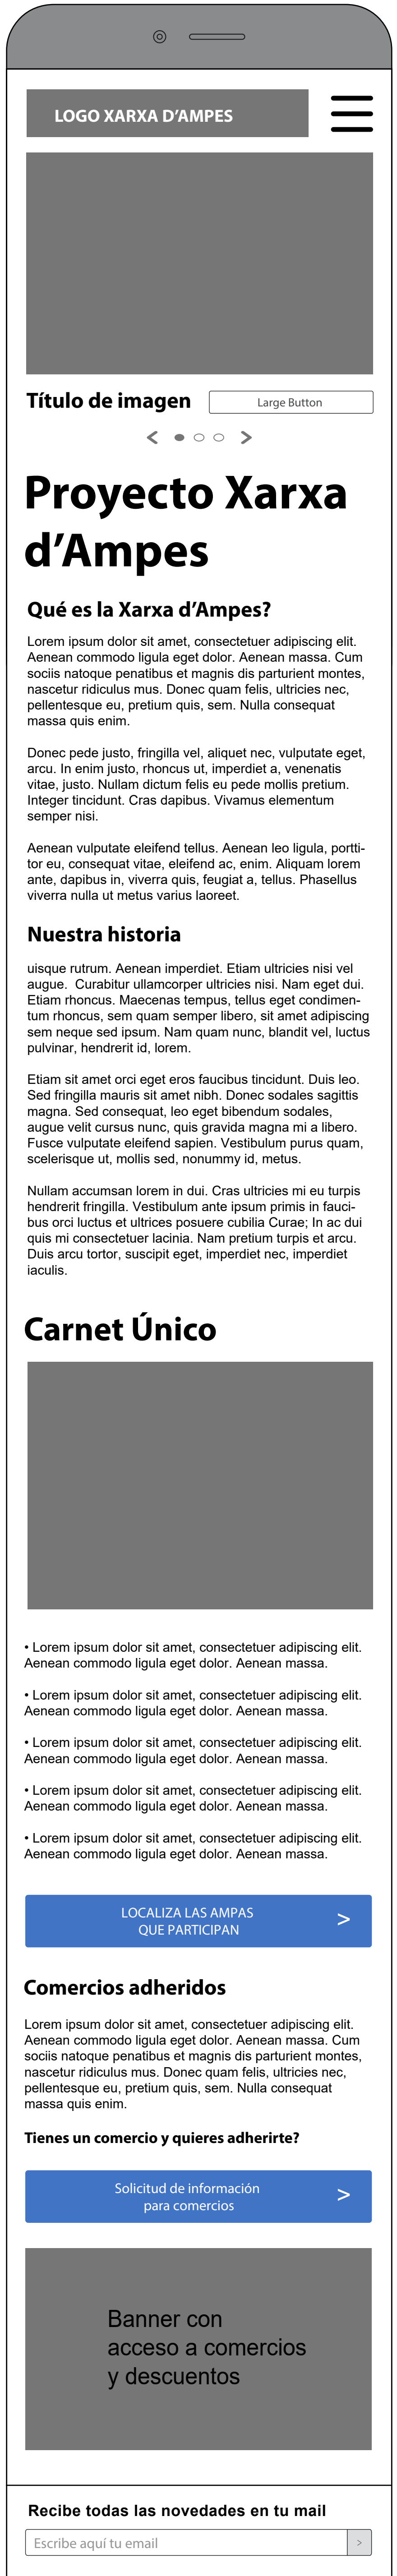 LOGO XARXA D'AMPES
Título de imagen
Large Button
Proyecto Xarxa
d'Ampes
Qué es la Xarxa d'Ampes?
Lorem ipsum dolor sit amet, consectetuer adipiscing elit.
Aenean commodo ligula eget dolor. Aenean massa. Cum
sociis natoque penatibus et magnis dis parturient montes,
nascetur ridiculus mus. Donec quam felis, ultricies nec,
pellentesque eu, pretium quis, sem. Nulla consequat
massa quis enim.
Donec pede justo, fringilla vel, aliquet nec, vulputate eget,
arcu. In enim justo, rhoncus ut, imperdiet a, venenatis
vitae, justo. Nullam dictum felis eu pede mollis pretium.
Integer tincidunt. Cras dapibus. Vivamus elementum
semper nisi.
Aenean vulputate eleifend tellus. Aenean leo ligula, portti-
tor eu, consequat vitae, eleifend ac, enim. Aliquam lorem
ante, dapibus in, viverra quis, feugiat a, tellus. Phasellus
viverra nulla ut metus varius laoreet.
Nuestra historia
uisque rutrum. Aenean imperdiet. Etiam ultricies nisi vel
augue.  Curabitur ullamcorper ultricies nisi. Nam eget dui.
Etiam rhoncus. Maecenas tempus, tellus eget condimen-
tum rhoncus, sem quam semper libero, sit amet adipiscing
sem neque sed ipsum. Nam quam nunc, blandit vel, luctus
pulvinar, hendrerit id, lorem.
Etiam sit amet orci eget eros faucibus tincidunt. Duis leo.
Sed fringilla mauris sit amet nibh. Donec sodales sagittis
magna. Sed consequat, leo eget bibendum sodales,
augue velit cursus nunc, quis gravida magna mi a libero.
Fusce vulputate eleifend sapien. Vestibulum purus quam,
scelerisque ut, mollis sed, nonummy id, metus.
Nullam accumsan lorem in dui. Cras ultricies mi eu turpis
hendrerit fringilla. Vestibulum ante ipsum primis in fauci-
bus orci luctus et ultrices posuere cubilia Curae; In ac dui
quis mi consectetuer lacinia. Nam pretium turpis et arcu.
Duis arcu tortor, suscipit eget, imperdiet nec, imperdiet
iaculis.
Carnet Único
• Lorem ipsum dolor sit amet, consectetuer adipiscing elit.
Aenean commodo ligula eget dolor. Aenean massa.
• Lorem ipsum dolor sit amet, consectetuer adipiscing elit.
Aenean commodo ligula eget dolor. Aenean massa.
• Lorem ipsum dolor sit amet, consectetuer adipiscing elit.
Aenean commodo ligula eget dolor. Aenean massa.
• Lorem ipsum dolor sit amet, consectetuer adipiscing elit.
Aenean commodo ligula eget dolor. Aenean massa.
• Lorem ipsum dolor sit amet, consectetuer adipiscing elit.
Aenean commodo ligula eget dolor. Aenean massa.
LOCALIZA LAS AMPAS
QUE PARTICIPAN >
Comercios adheridos
Lorem ipsum dolor sit amet, consectetuer adipiscing elit.
Aenean commodo ligula eget dolor. Aenean massa. Cum
sociis natoque penatibus et magnis dis parturient montes,
nascetur ridiculus mus. Donec quam felis, ultricies nec,
pellentesque eu, pretium quis, sem. Nulla consequat
massa quis enim.
Tienes un comercio y quieres adherirte?
Solicitud de información
para comercios >
Banner con
acceso a comercios
y descuentos
Recibe todas las novedades en tu mail
Escribe aquí tu email >